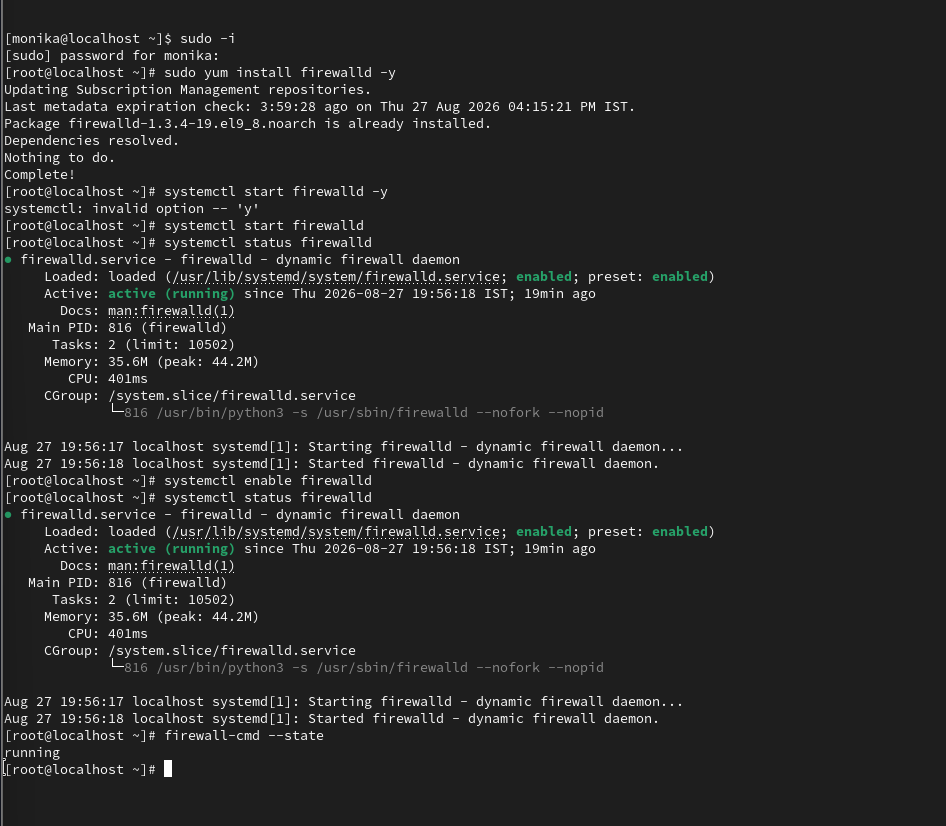 [monika@localhost ~]$ sudo -i
[sudo] password for monika:
[root@localhost ~]# sudo yum install firewalld -y
Updating Subscription Management repositories.
Last metadata expiration check: 3:59:28 ago on Thu 27 Aug 2026 04:15:21 PM IST.
Package firewalld-1.3.4-19.el9_8.noarch is already installed.
Dependencies resolved.
Nothing to do.
Complete!
[root@localhost ~]# systemctl start firewalld -y
systemctl: invalid option -- 'y'
[root@localhost ~]# systemctl start firewalld
[root@localhost ~]# systemctl status firewalld
● firewalld.service - firewalld - dynamic firewall daemon
     Loaded: loaded (/usr/lib/systemd/system/firewalld.service; enabled; preset: enabled)
     Active: active (running) since Thu 2026-08-27 19:56:18 IST; 19min ago
       Docs: man:firewalld(1)
   Main PID: 816 (firewalld)
      Tasks: 2 (limit: 10502)
     Memory: 35.6M (peak: 44.2M)
        CPU: 401ms
     CGroup: /system.slice/firewalld.service
             └─816 /usr/bin/python3 -s /usr/sbin/firewalld --nofork --nopid

Aug 27 19:56:17 localhost systemd[1]: Starting firewalld - dynamic firewall daemon...
Aug 27 19:56:18 localhost systemd[1]: Started firewalld - dynamic firewall daemon.
[root@localhost ~]# systemctl enable firewalld
[root@localhost ~]# systemctl status firewalld
● firewalld.service - firewalld - dynamic firewall daemon
     Loaded: loaded (/usr/lib/systemd/system/firewalld.service; enabled; preset: enabled)
     Active: active (running) since Thu 2026-08-27 19:56:18 IST; 19min ago
       Docs: man:firewalld(1)
   Main PID: 816 (firewalld)
      Tasks: 2 (limit: 10502)
     Memory: 35.6M (peak: 44.2M)
        CPU: 401ms
     CGroup: /system.slice/firewalld.service
             └─816 /usr/bin/python3 -s /usr/sbin/firewalld --nofork --nopid

Aug 27 19:56:17 localhost systemd[1]: Starting firewalld - dynamic firewall daemon...
Aug 27 19:56:18 localhost systemd[1]: Started firewalld - dynamic firewall daemon.
[root@localhost ~]# firewall-cmd --state
running
[root@localhost ~]#